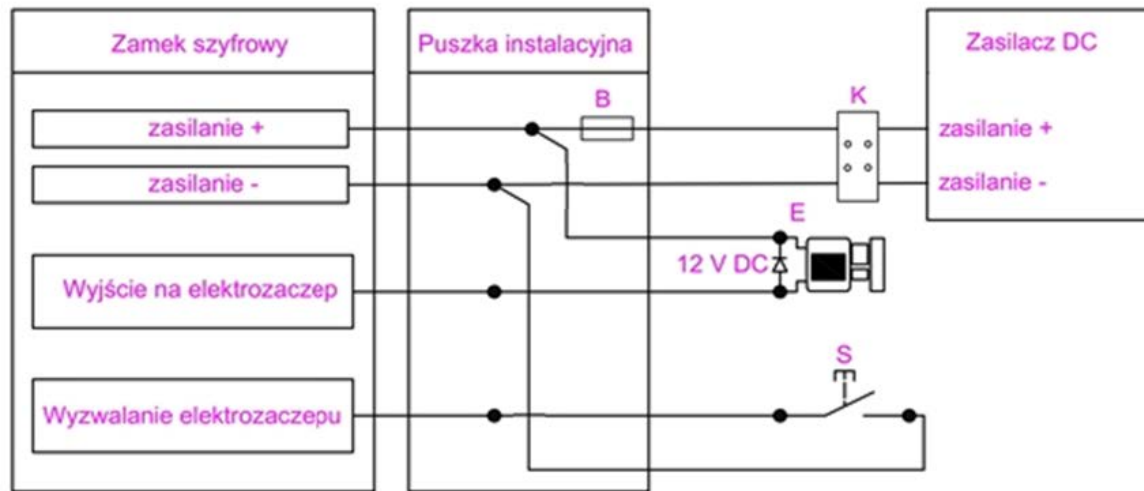 Zamek szyfrowy
Puszka instalacyjna
Zasilacz DC
B
K
zasilanie +
zasilanie +
zasilanie -
zasilanie -
E
12 V DC
Wyjście na elektrozaczep
S
Wyzwalanie elektrozaczepu